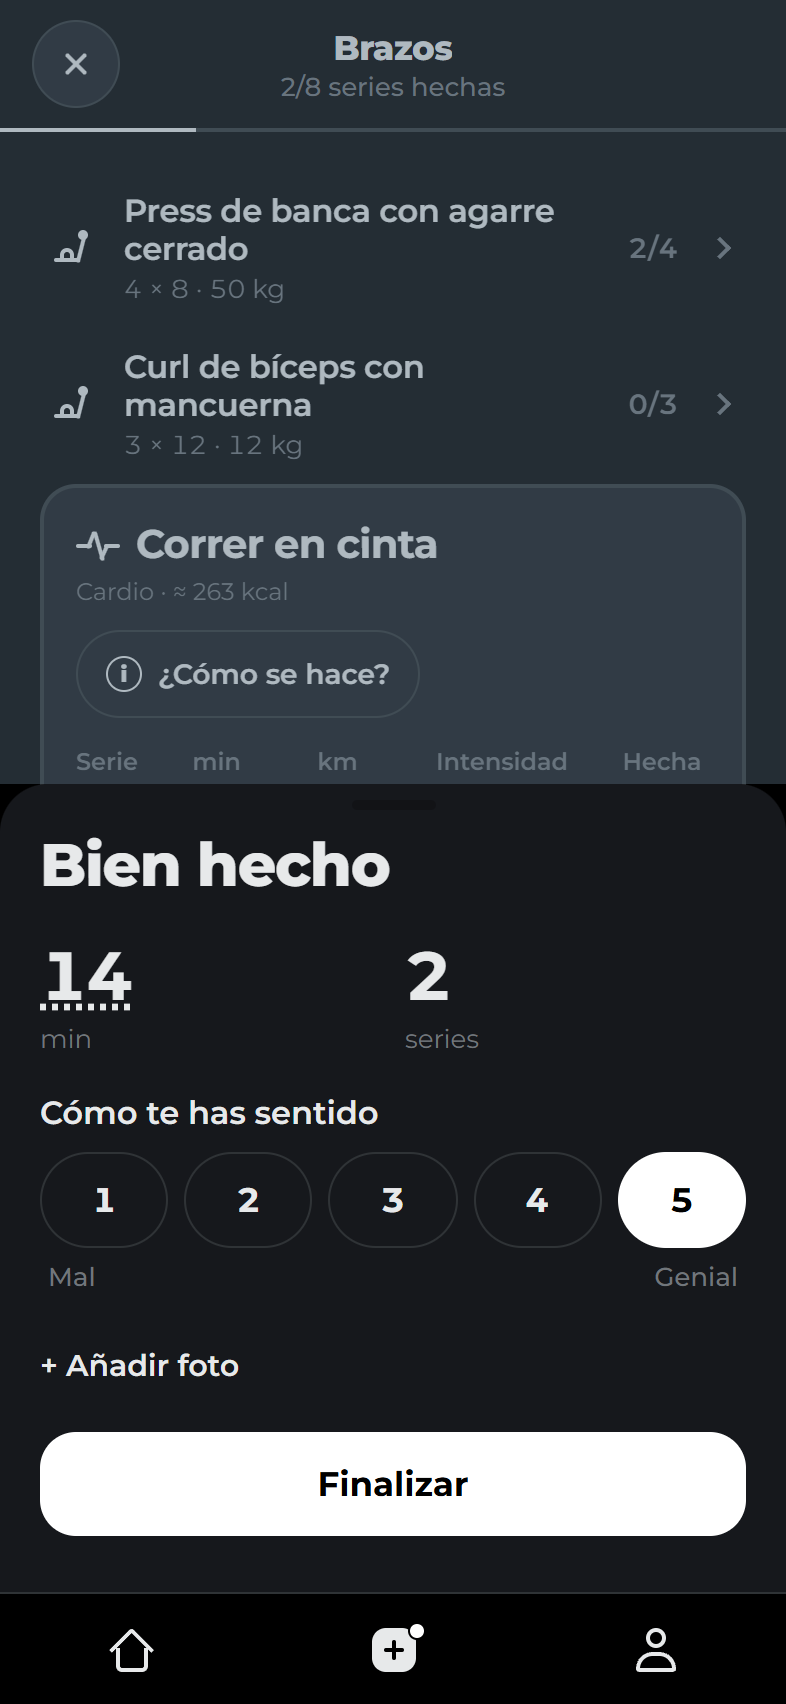 Brazos
2/8 series hechas
Press de banca con agarre
cerrado
2/4
4 × 8 · 50 kg
Curl de bíceps con
mancuerna
0/3
3 × 12 · 12 kg
Correr en cinta
Cardio · ≈ 263 kcal
¿Cómo se hace?
Serie min km Intensidad Hecha
Bien hecho
14 2
min series
Cómo te has sentido
1 2 3 4 5
Mal Genial
+ Añadir foto
Finalizar